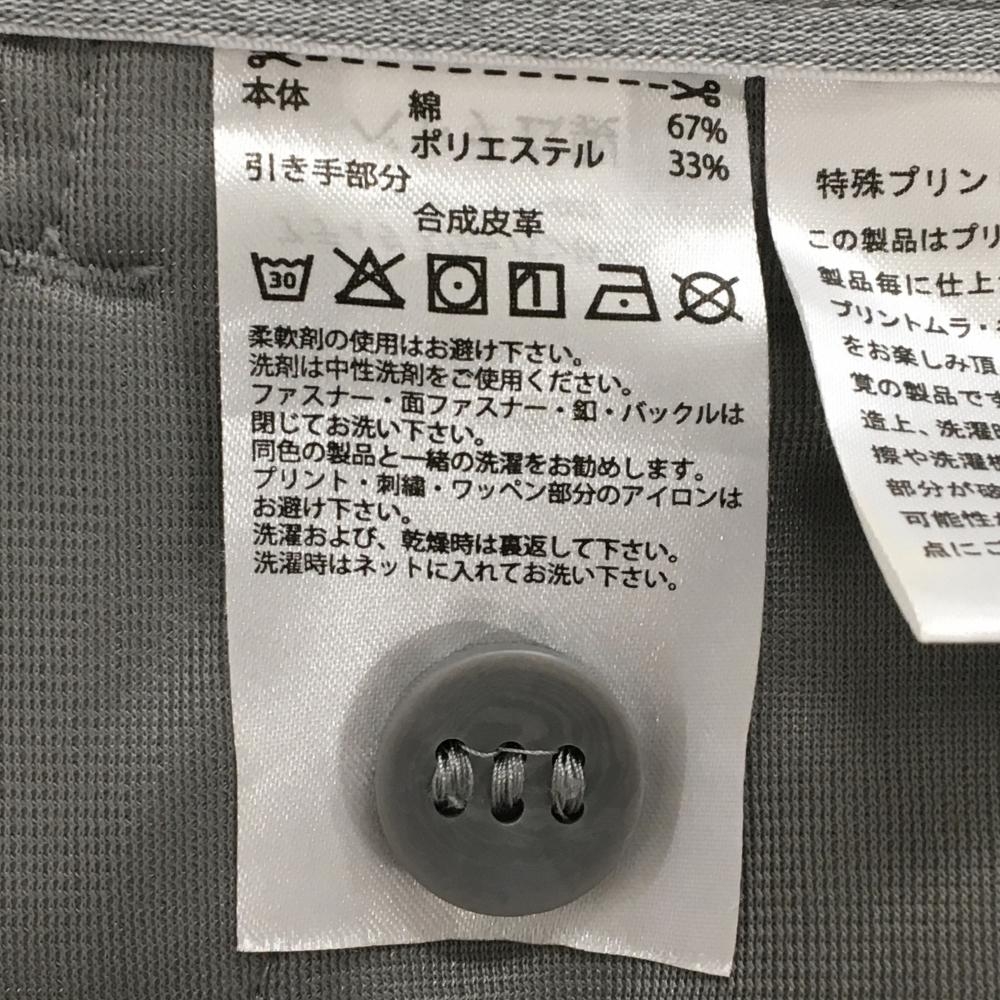 本体 綿 67%
ポリエステル 33%
引き手部分
合成皮革
30
柔軟剤の使用はお避け下さい。
洗剤は中性洗剤をご使用ください。
ファスナー・面ファスナー・釦・バックルは
閉じてお洗い下さい。
同色の製品と一緒の洗濯をお勧めします。
プリント・刺繍・ワッペン部分のアイロンは
お避け下さい。
洗濯および、乾燥時は裏返して下さい。
洗濯時はネットに入れてお洗い下さい。
特殊プリン
この製品はプリ
製品毎に仕上
プリントムラ・
をお楽しみ頂
覚の製品です
造上、洗濯時
擦や洗濯機
部分が
可能性
点にご